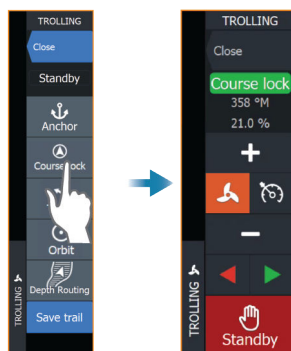 TROLLING
Close
Standby
Anchor
Course lock
Orbit
Depth Routing
Save trail
TROLLING
TROLLING
Close
Course lock
358 °M
21.0 %
Standby
TROLLING